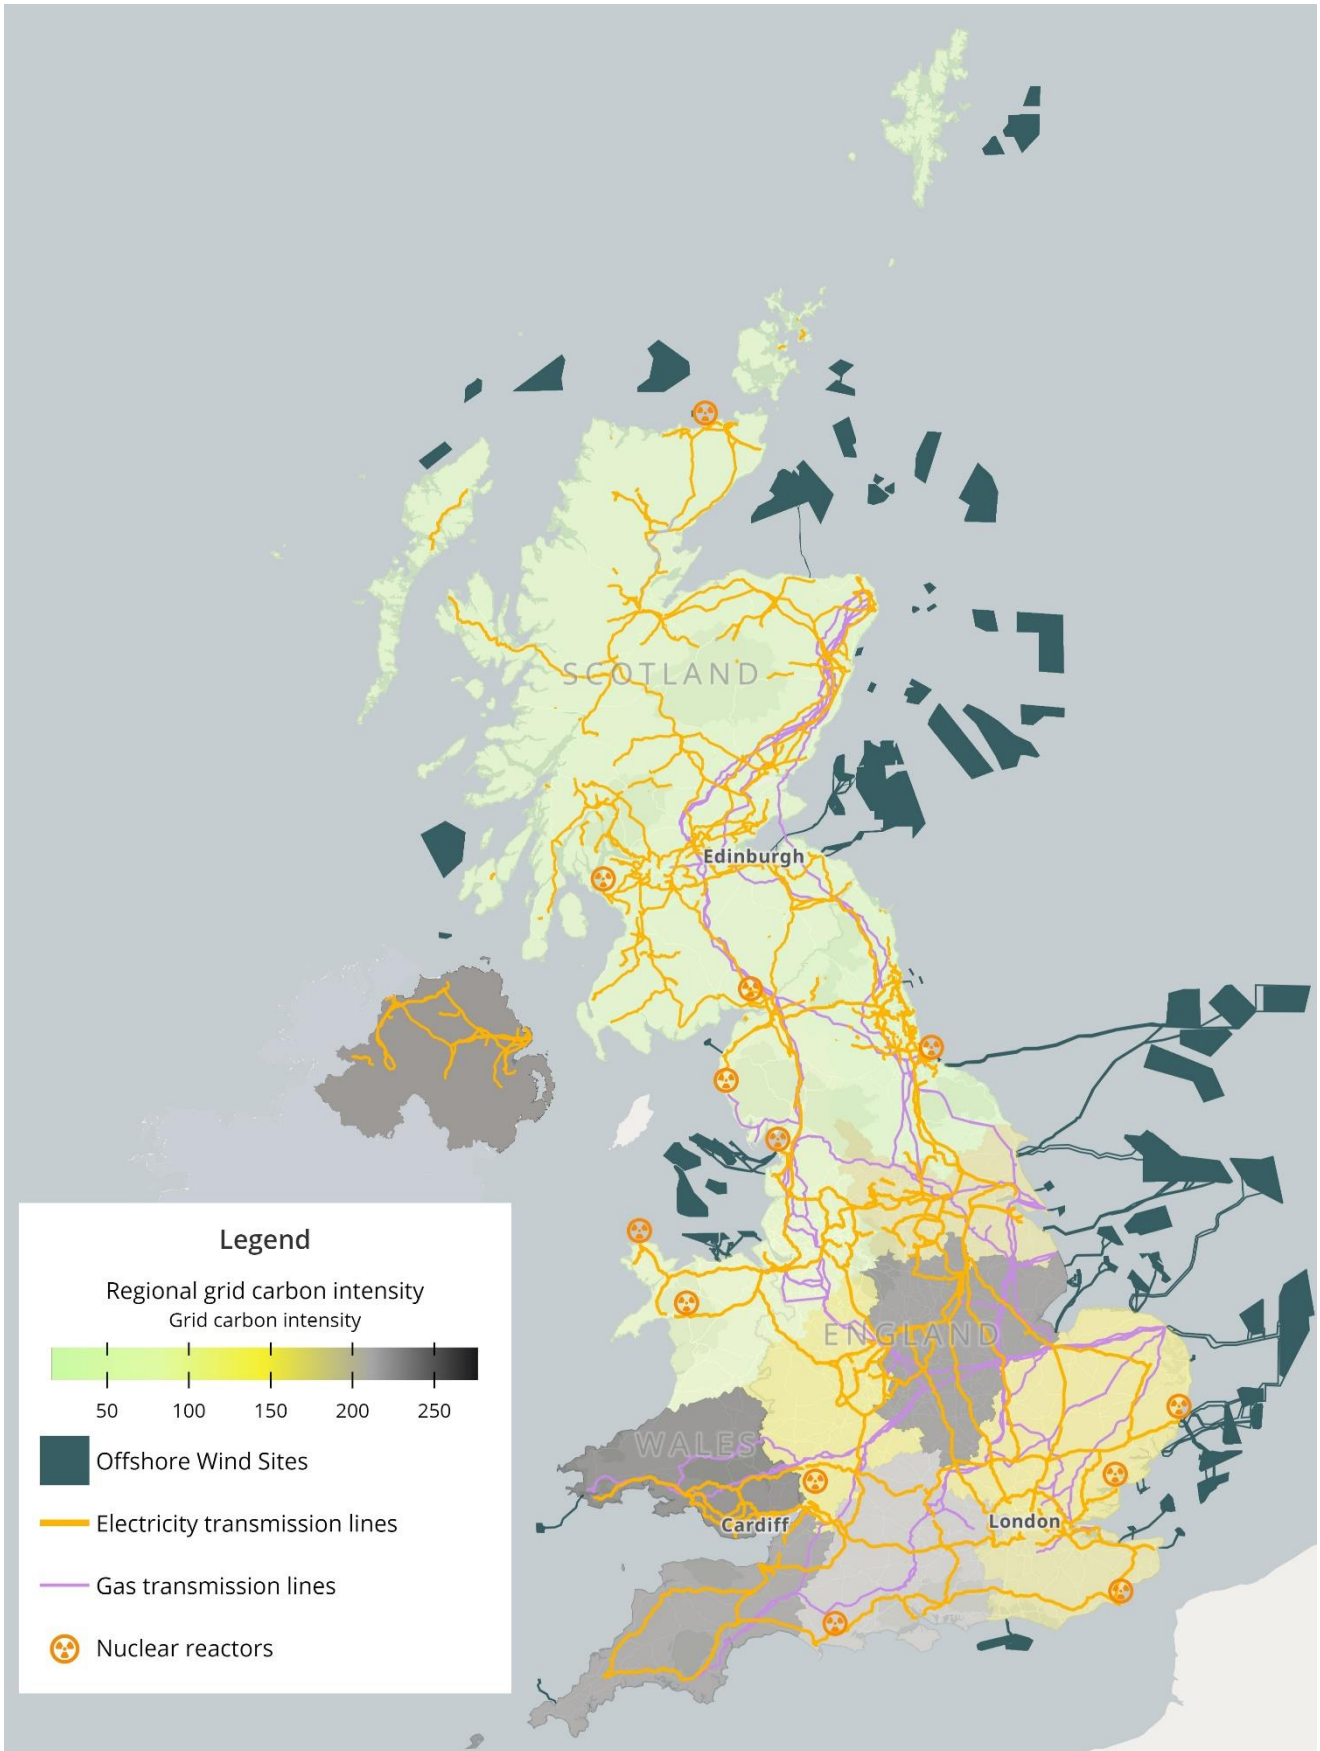 SCOTLAND
Edinburgh
ENGLAND
WALES
Cardiff
London
Legend
Regional grid carbon intensity
Grid carbon intensity
50 100 150 200 250
Offshore Wind Sites
Electricity transmission lines
Gas transmission lines
Nuclear reactors